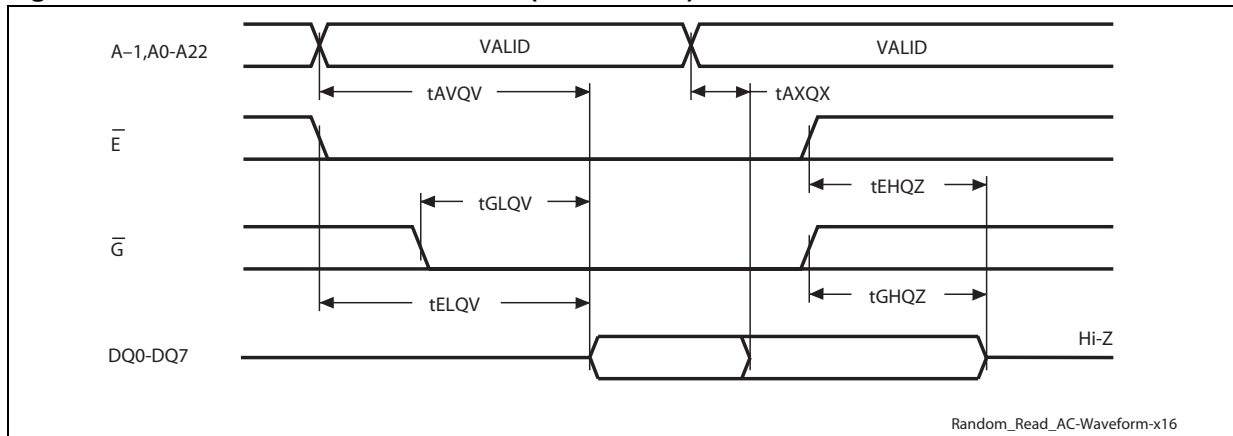 A–1,A0-A22
VALID
VALID
tAVQV
tAXQX
E
tEHQZ
tGLQV
G
tELQV
tGHQZ
Hi-Z
DQ0-DQ7
Random_Read_AC-Waveform-x16